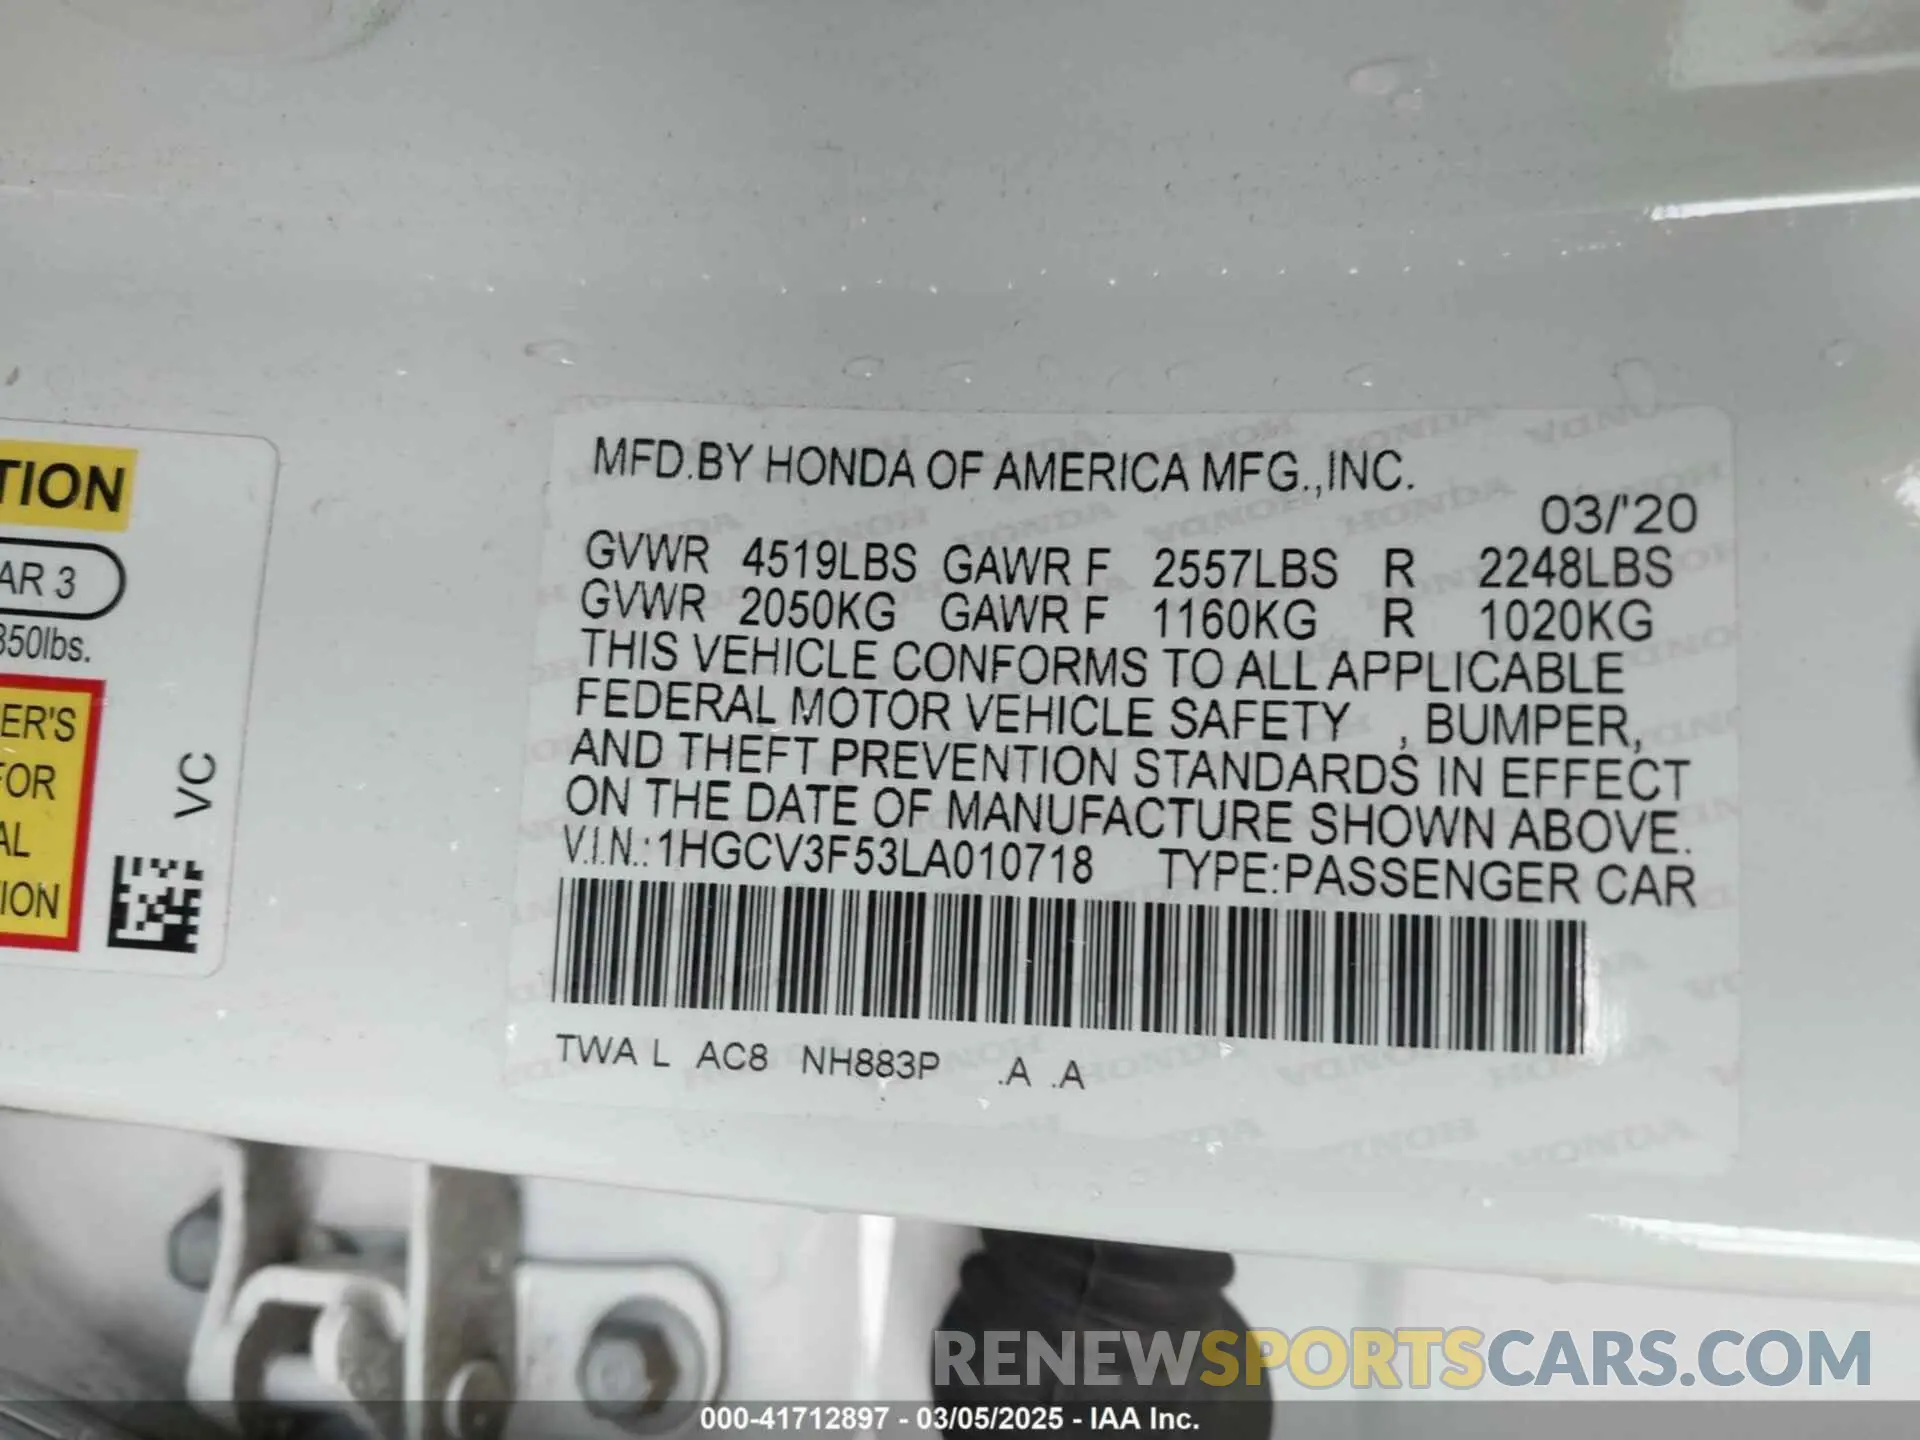 TION
AR 3
350lbs.
ER'S
FOR
AL
ION
VC
MFD.BY HONDA OF AMERICA MFG.,INC.
03/'20
GVWR 4519LBS GAWR F 2557LBS R 2248LBS
GVWR 2050KG GAWR F 1160KG R 1020KG
THIS VEHICLE CONFORMS TO ALL APPLICABLE
FEDERAL MOTOR VEHICLE SAFETY , BUMPER,
AND THEFT PREVENTION STANDARDS IN EFFECT
ON THE DATE OF MANUFACTURE SHOWN ABOVE.
V.I.N.:1HGCV3F53LA010718 TYPE:PASSENGER CAR
TWA L AC8 NH883P .A .A
RENEWSPORTSCARS.COM
000-41712897 - 03/05/2025 - IAA Inc.